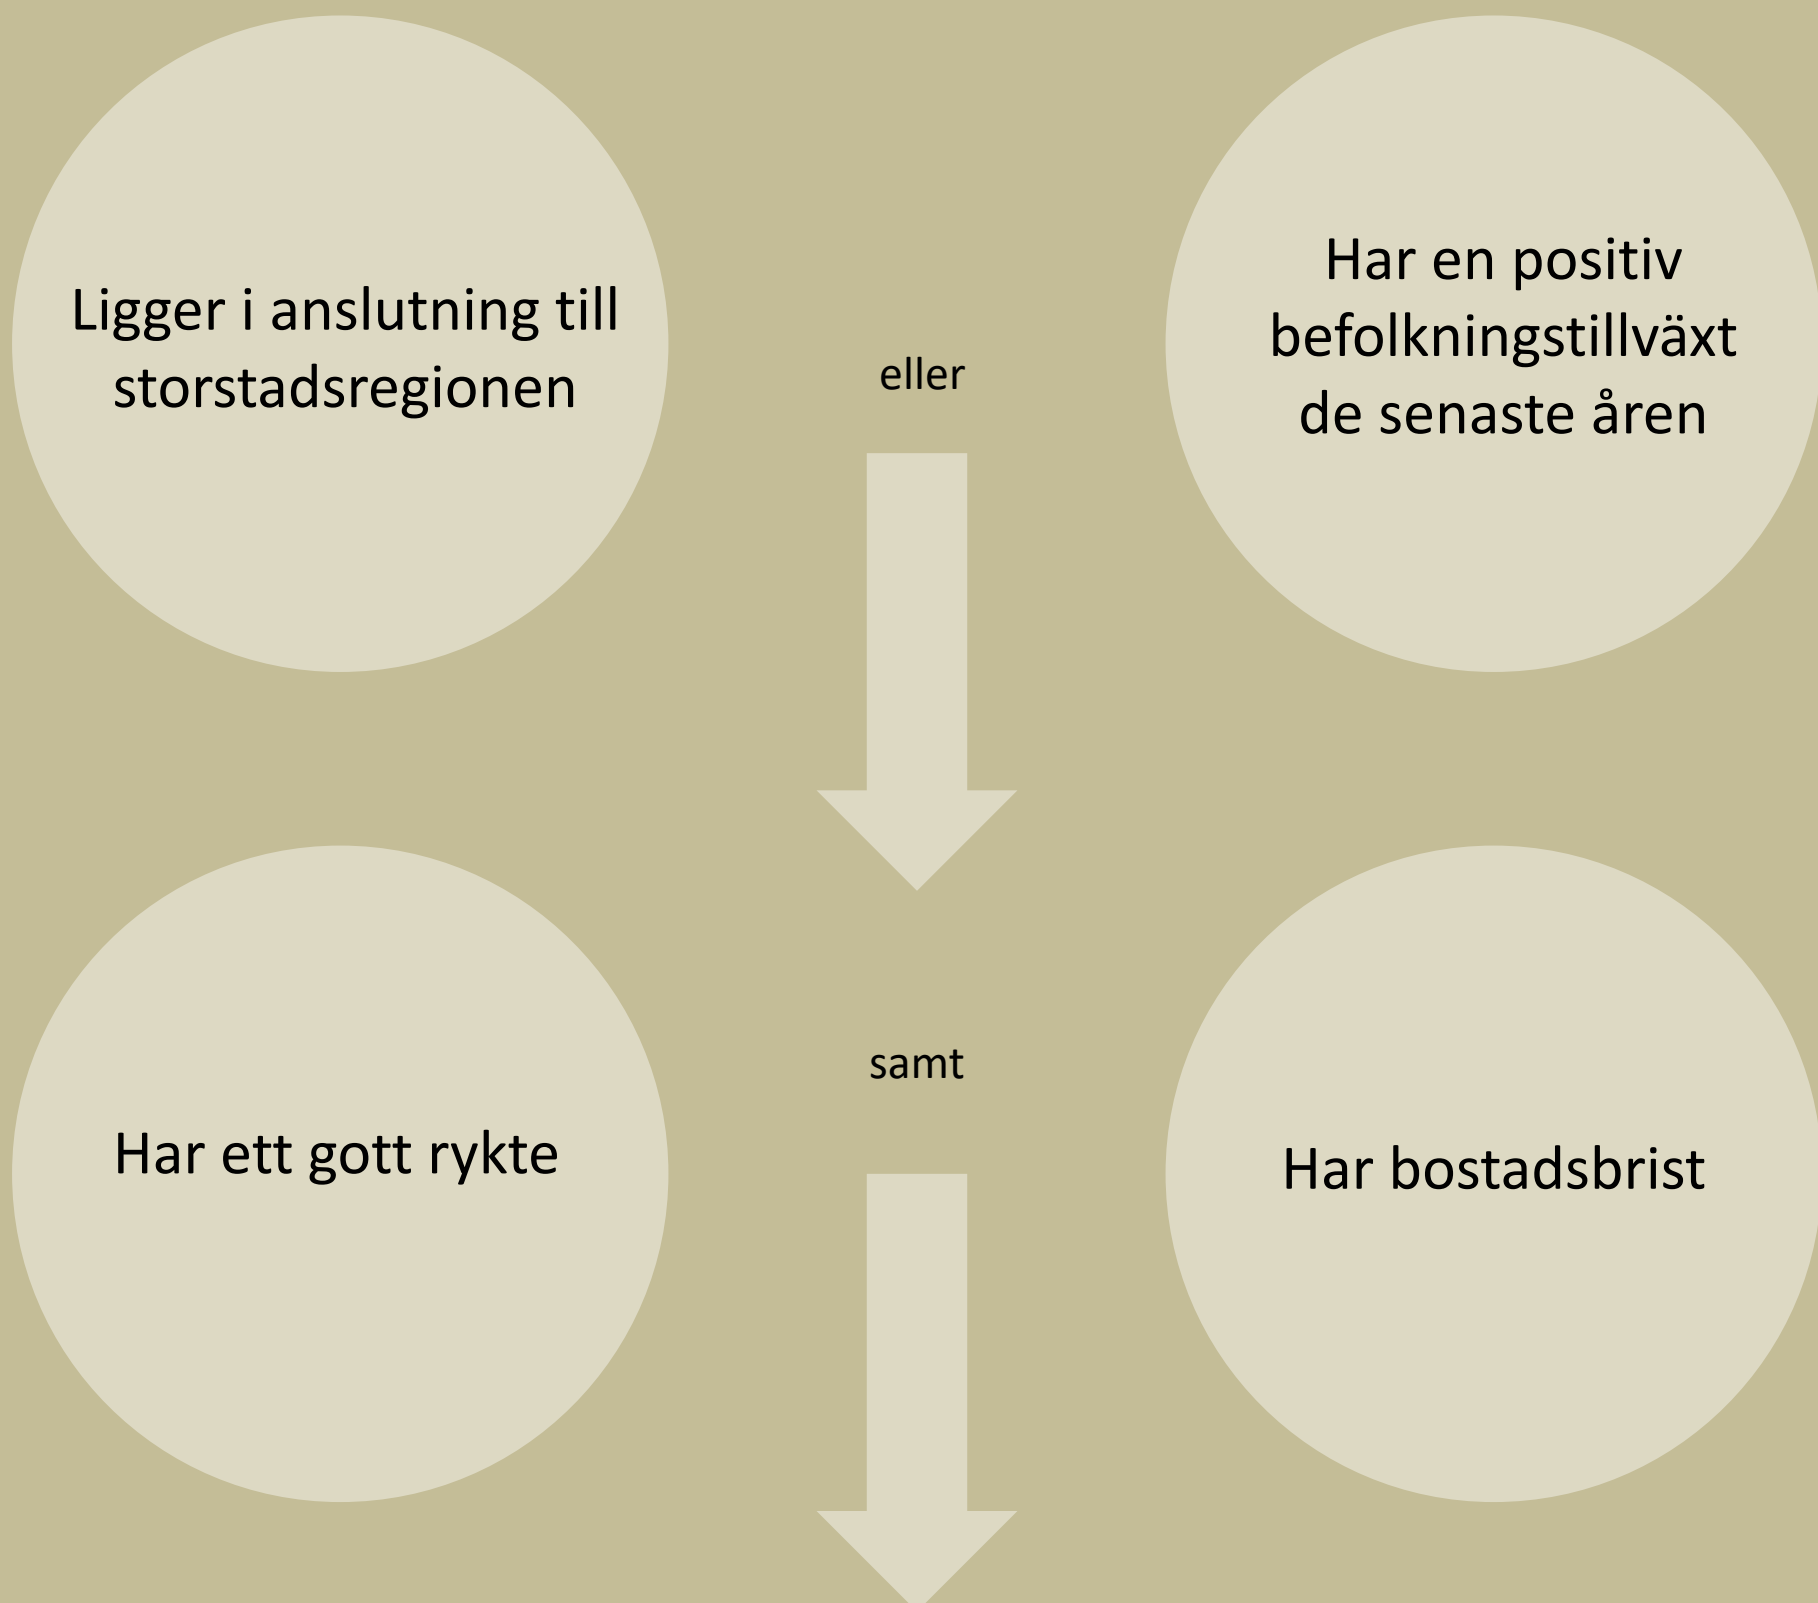 Ligger i anslutning till
storstadsregionen
eller
Har en positiv
befolkningstillväxt
de senaste åren
Har ett gott rykte
samt
Har bostadsbrist